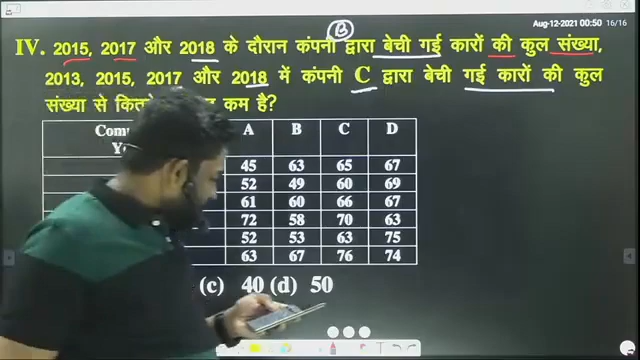 Aug-12-2021 00:50 16/16
B
IV. 2015, 2017 और 2018 के दौरान कंपनी द्वारा बेची गई कारों की कुल संख्या,
2013, 2015, 2017 और 2018 में कंपनी C द्वारा बेची गई कारों की कुल
संख्या से कम है?
A B C D
45 63 65 67
52 49 60 69
61 60 66 67
72 58 70 63
52 53 63 75
63 67 76 74
(c) 40 (d) 50